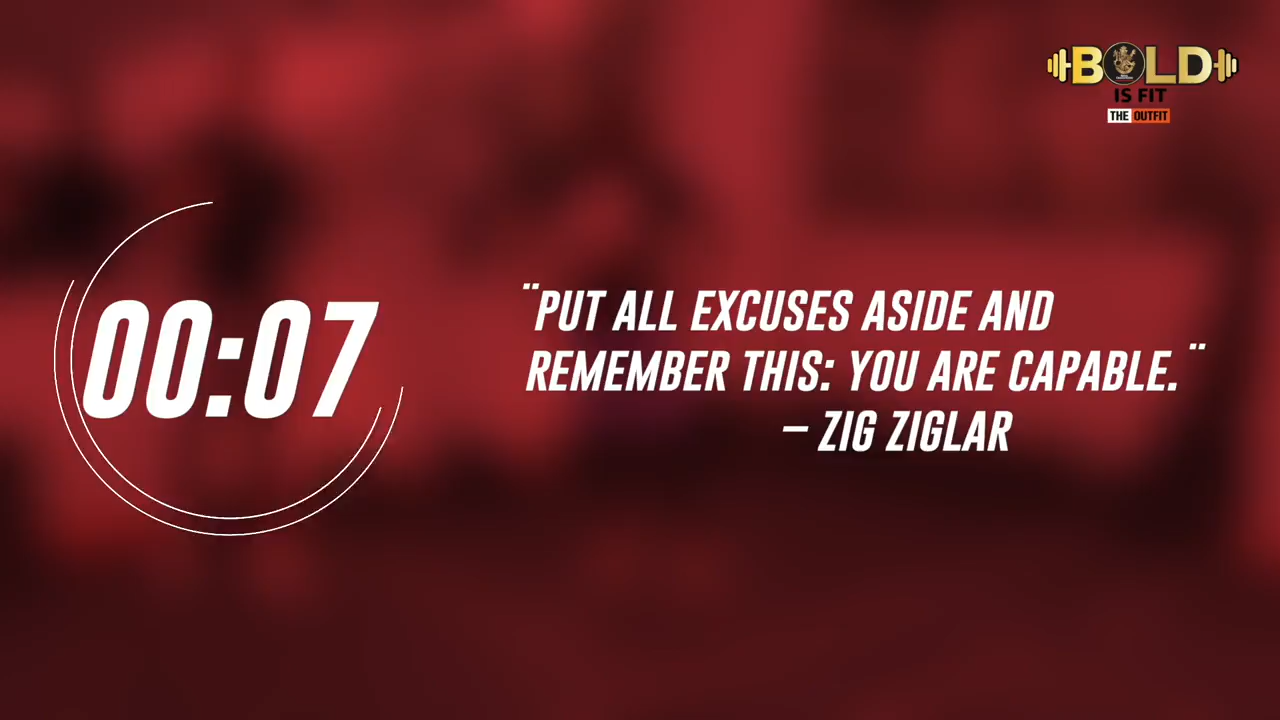 BOLD
IS FIT
THE OUTFIT
00:07
¨PUT ALL EXCUSES ASIDE AND
REMEMBER THIS: YOU ARE CAPABLE.¨
– ZIG ZIGLAR